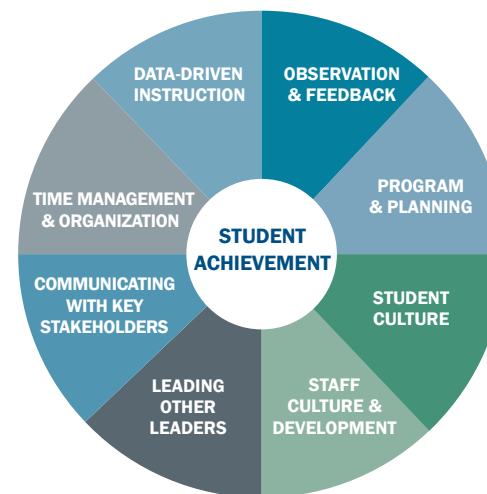 DATA-DRIVEN
INSTRUCTION
OBSERVATION
& FEEDBACK
PROGRAM
& PLANNING
STUDENT
CULTURE
STAFF
CULTURE &
DEVELOPMENT
LEADING
OTHER
LEADERS
COMMUNICATING
WITH KEY
STAKEHOLDERS
TIME MANAGEMENT
& ORGANIZATION
STUDENT
ACHIEVEMENT